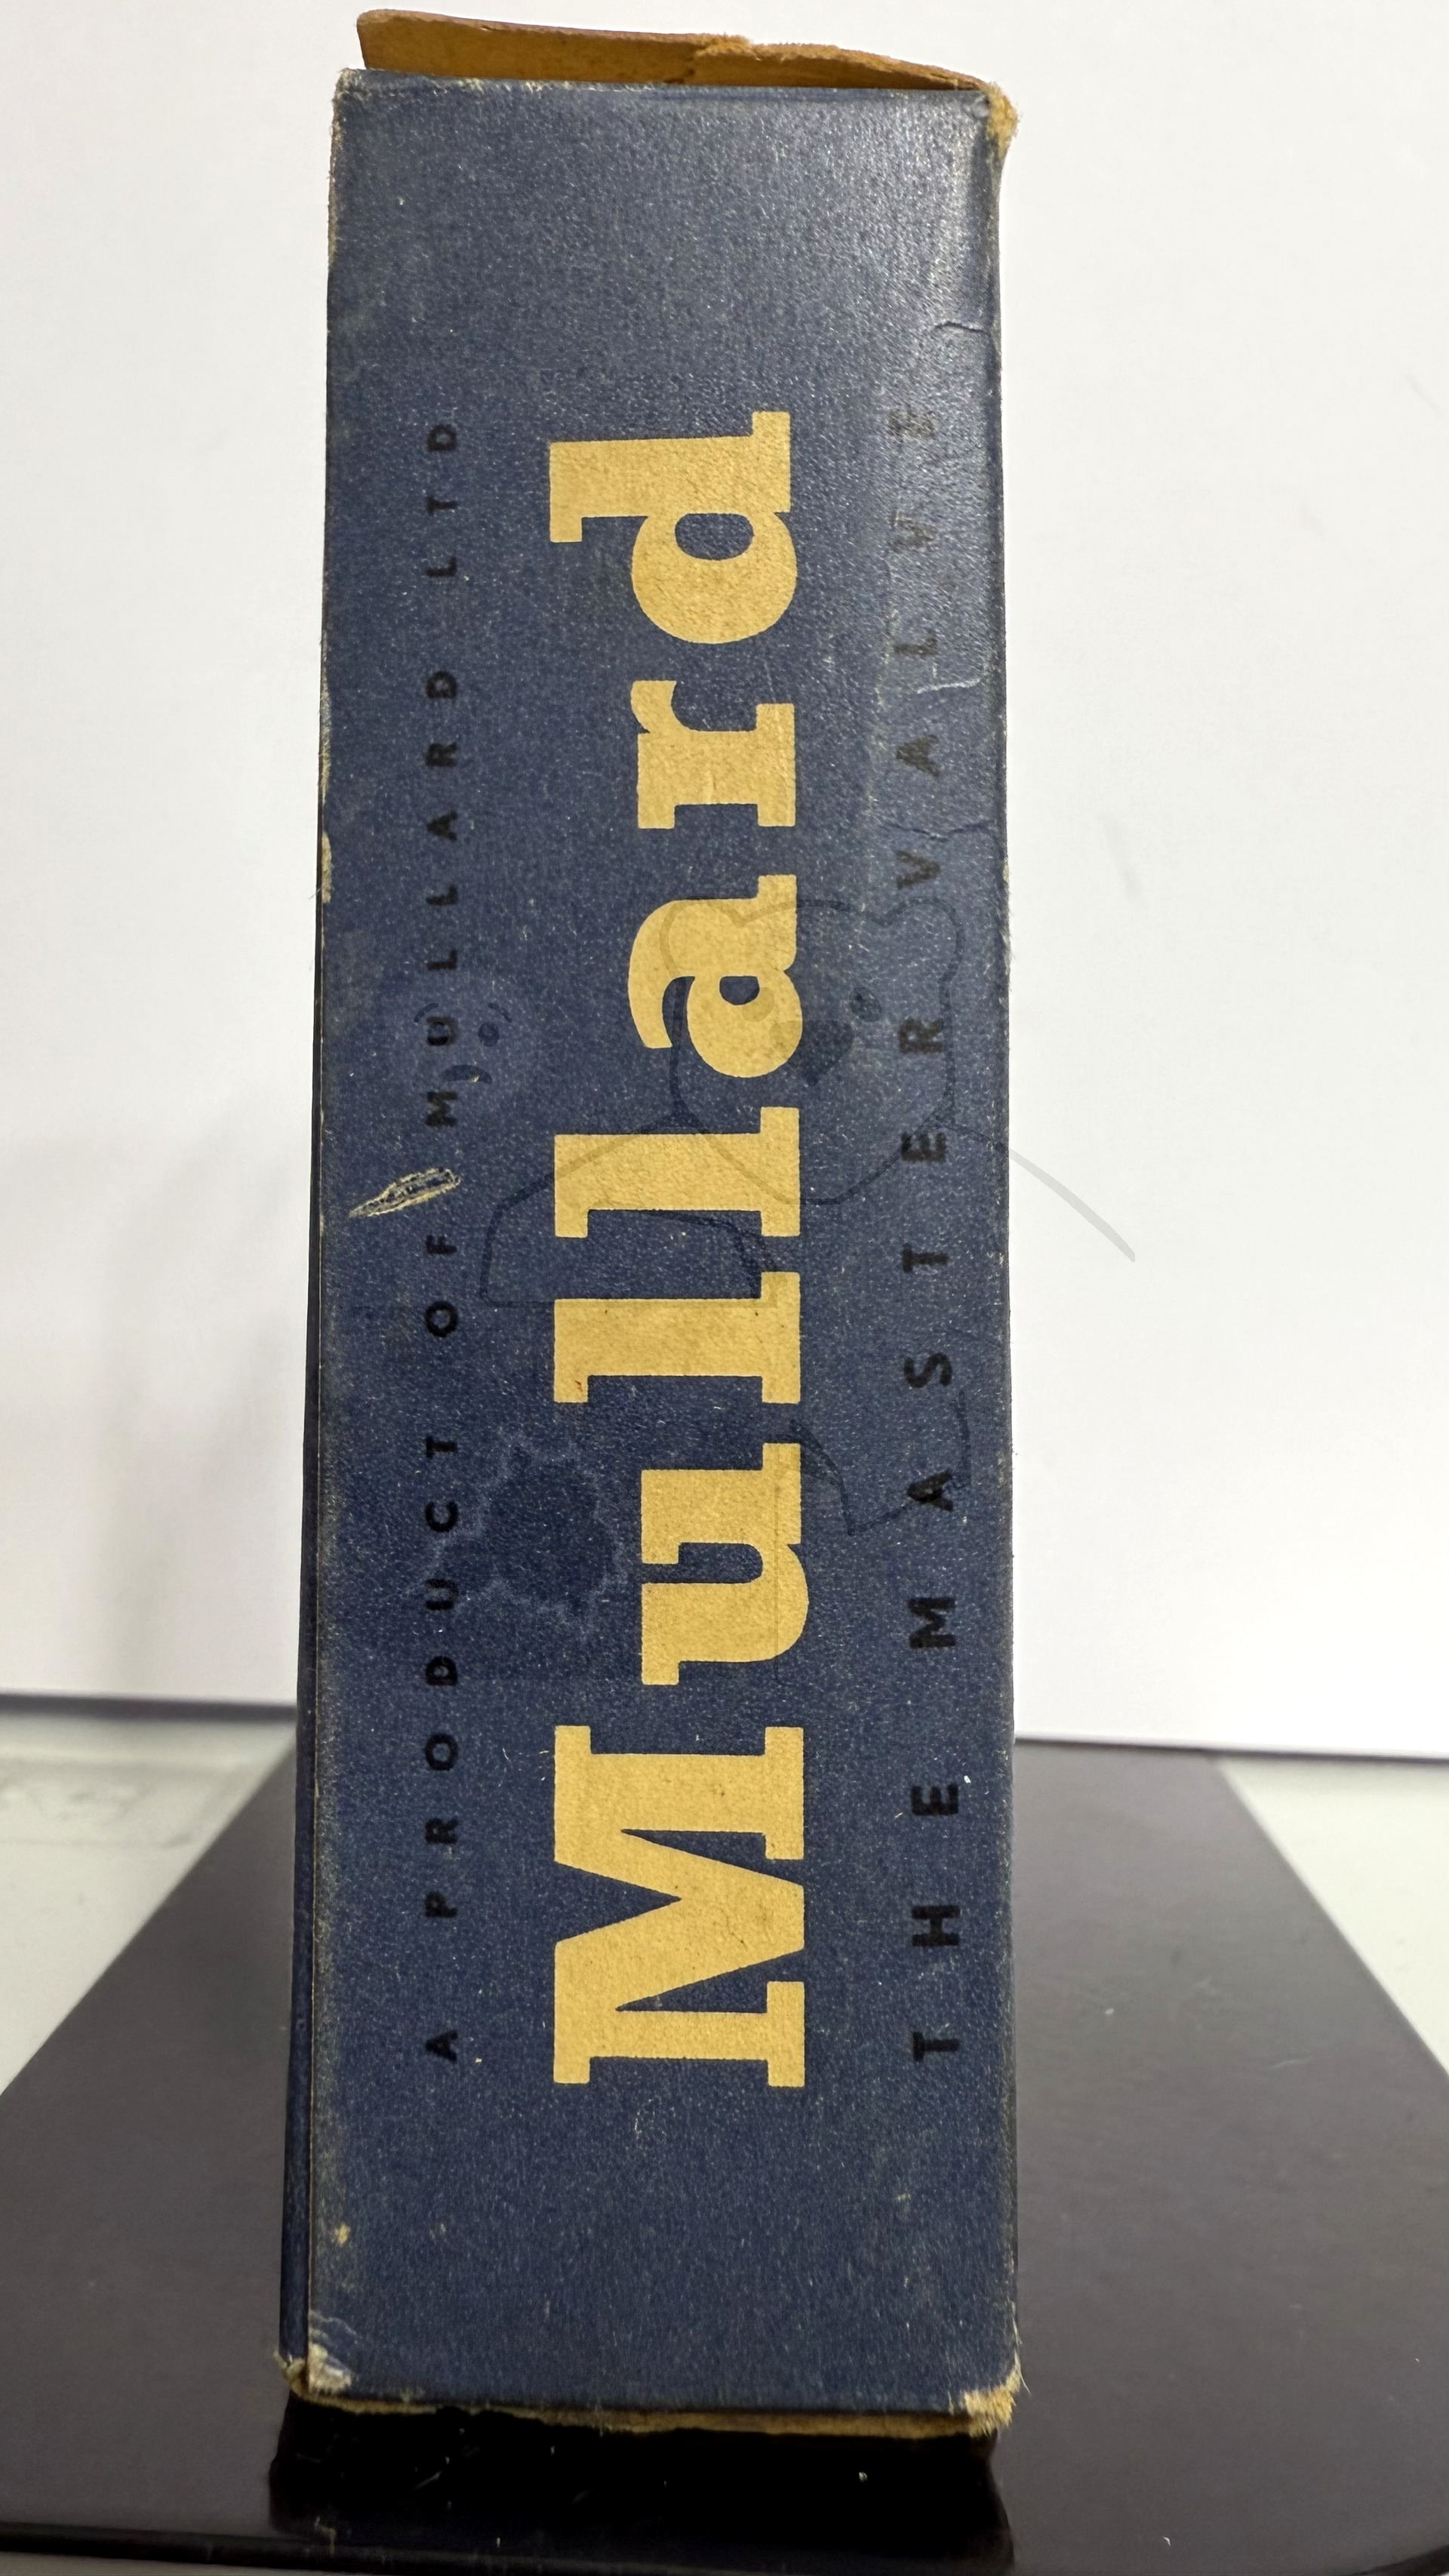 A PRODUCT OF MULLARD LTD
Mullard
THE MASTER VALVE